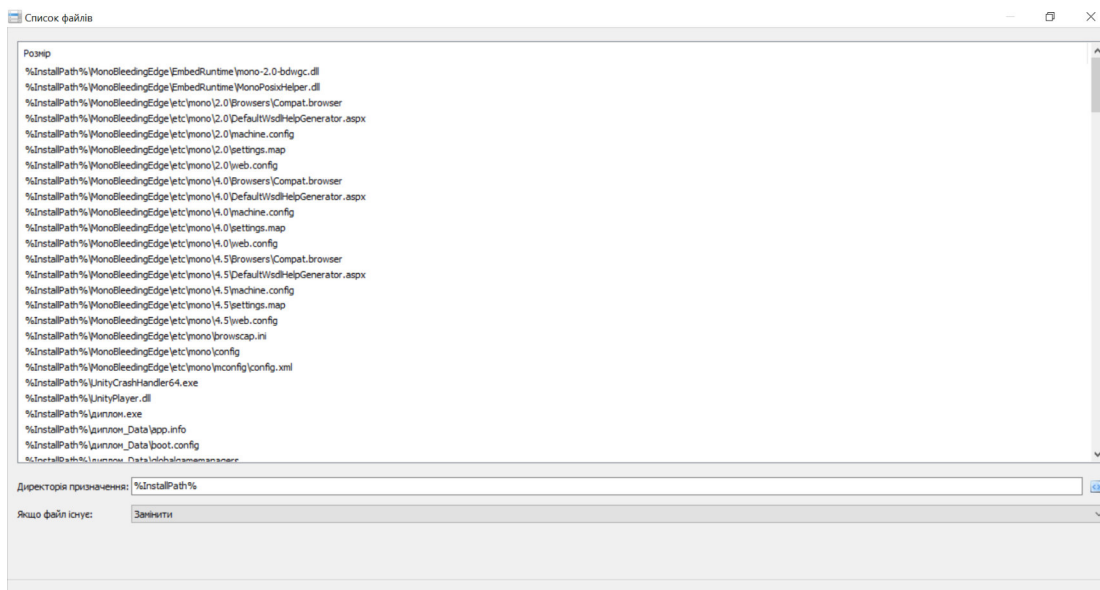 Список файлів
Розмір
%InstallPath%\MonoBleedingEdge\EmbedRuntime\mono-2.0-bdwgc.dll
%InstallPath%\MonoBleedingEdge\EmbedRuntime\MonoPosixHelper.dll
%InstallPath%\MonoBleedingEdge\etc\mono\2.0\Browsers\Compat.browser
%InstallPath%\MonoBleedingEdge\etc\mono\2.0\DefaultWsdlHelpGenerator.aspx
%InstallPath%\MonoBleedingEdge\etc\mono\2.0\machine.config
%InstallPath%\MonoBleedingEdge\etc\mono\2.0\settings.map
%InstallPath%\MonoBleedingEdge\etc\mono\2.0\web.config
%InstallPath%\MonoBleedingEdge\etc\mono\4.0\Browsers\Compat.browser
%InstallPath%\MonoBleedingEdge\etc\mono\4.0\DefaultWsdlHelpGenerator.aspx
%InstallPath%\MonoBleedingEdge\etc\mono\4.0\machine.config
%InstallPath%\MonoBleedingEdge\etc\mono\4.0\settings.map
%InstallPath%\MonoBleedingEdge\etc\mono\4.0\web.config
%InstallPath%\MonoBleedingEdge\etc\mono\4.5\Browsers\Compat.browser
%InstallPath%\MonoBleedingEdge\etc\mono\4.5\DefaultWsdlHelpGenerator.aspx
%InstallPath%\MonoBleedingEdge\etc\mono\4.5\machine.config
%InstallPath%\MonoBleedingEdge\etc\mono\4.5\settings.map
%InstallPath%\MonoBleedingEdge\etc\mono\4.5\web.config
%InstallPath%\MonoBleedingEdge\etc\mono\browscap.ini
%InstallPath%\MonoBleedingEdge\etc\mono\config
%InstallPath%\MonoBleedingEdge\etc\mono\mconfig\config.xml
%InstallPath%\UnityCrashHandler64.exe
%InstallPath%\UnityPlayer.dll
%InstallPath%\диплом.exe
%InstallPath%\диплом_Data\app.info
%InstallPath%\диплом_Data\boot.config
%InstallPath%\диплом_Data\globalgamemanagers
Директорія призначення: %InstallPath%
Якщо файл існує: Замінити